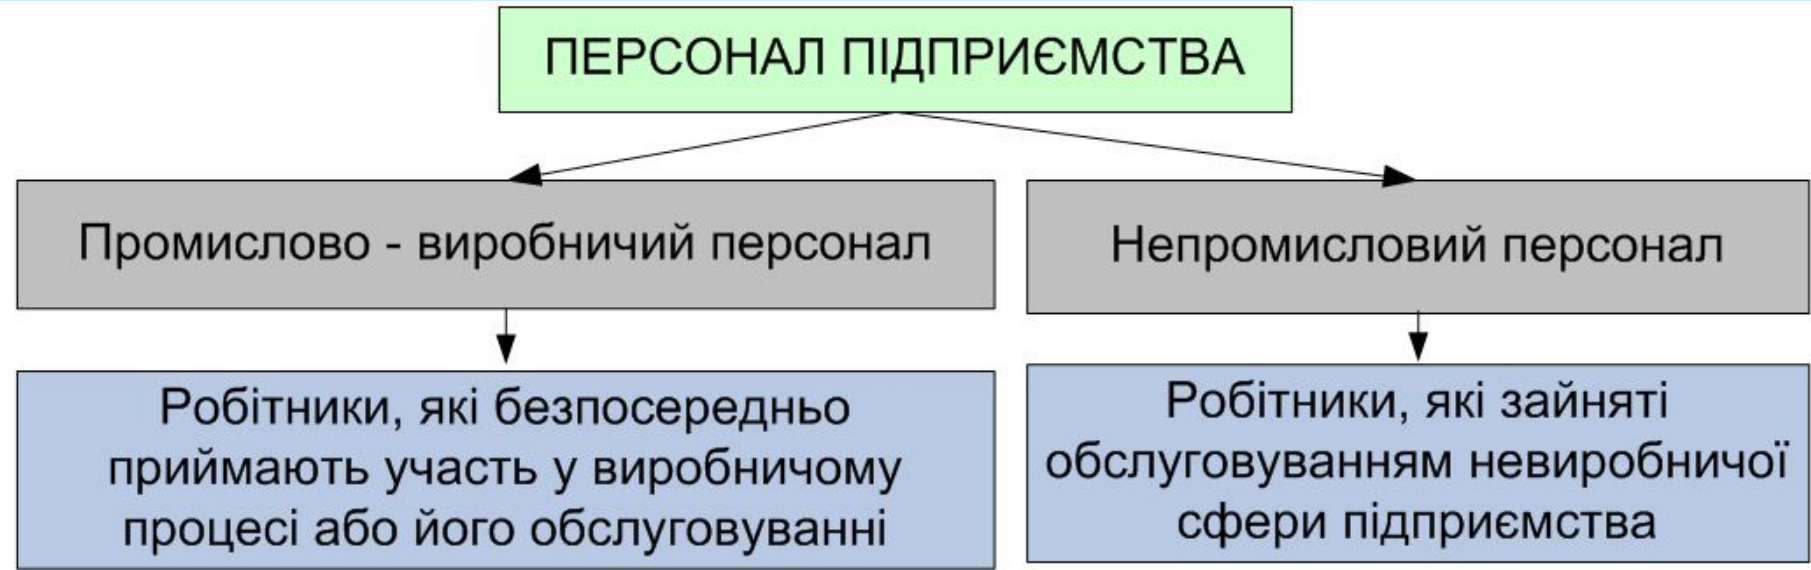 ПЕРСОНАЛ ПІДПРИЄМСТВА
Промислово - виробничий персонал
Непромисловий персонал
Робітники, які безпосередньо
приймають участь у виробничому
процесі або його обслуговуванні
Робітники, які зайняті
обслуговуванням невиробничої
сфери підприємства